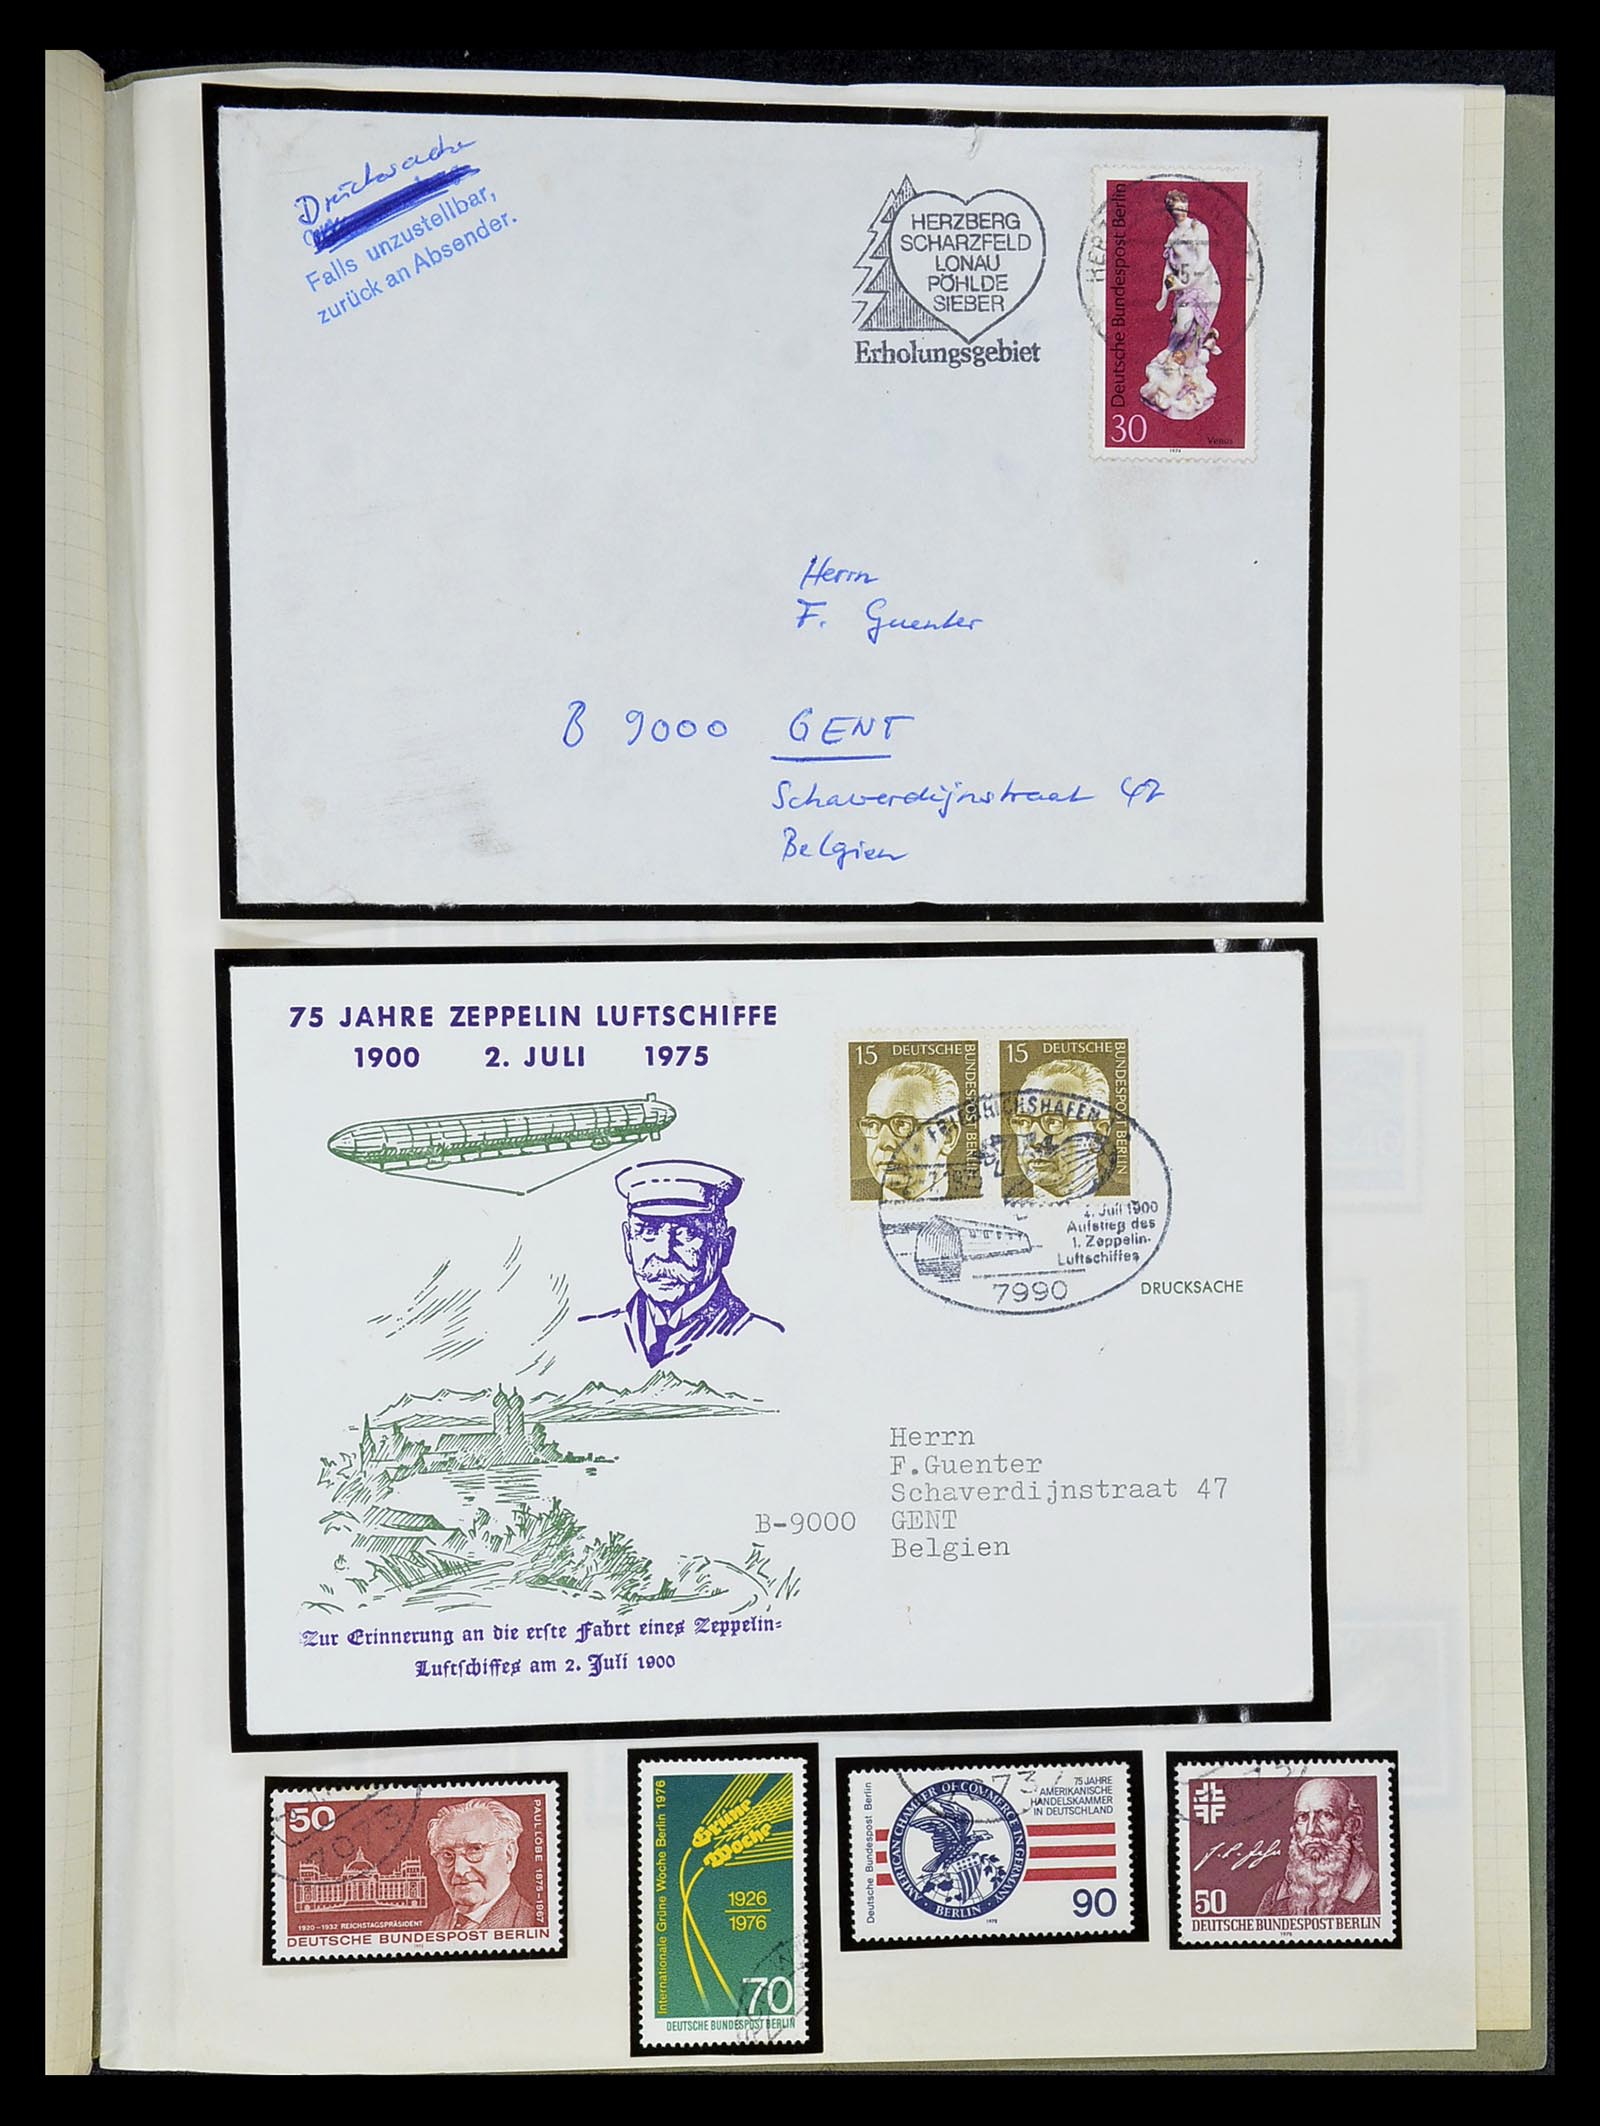 Drucksache
Falls unzustellbar,
zurück an Absender.
HERZBERG
SCHARZFELD
LONAU
PÖHLDE
SIEBER
Erholungsgebiet
Deutsche Bundespost Berlin
30
Venus
1974
Herrn
F. Guenter
B 9000 GENT
Schaverdijnstraat 47
Belgien
75 JAHRE ZEPPELIN LUFTSCHIFFE
1900 2. JULI 1975
15 DEUTSCHE BUNDESPOST BERLIN
15 DEUTSCHE BUNDESPOST BERLIN
FRIEDRICHSHAFEN
2. Juli 1900
Aufstieg des
1. Zeppelin-
Luftschiffes
7990
DRUCKSACHE
Herrn
F.Guenter
Schaverdijnstraat 47
B-9000 GENT
Belgien
Zur Erinnerung an die erste Fahrt eines Zeppelin-
Luftschiffes am 2. Juli 1900
50
7073
PAUL LÖBE 1875-1967
1920-1932 REICHSTAGSPRÄSIDENT
DEUTSCHE BUNDESPOST BERLIN
Internationale Grüne Woche Berlin 1976
Grüne
Woche
1926
1976
70
DEUTSCHE BUNDESPOST BERLIN
Deutsche Bundespost Berlin
AMERICAN CHAMBER OF COMMERCE IN GERMANY
BERLIN
75 JAHRE
AMERIKANISCHE
HANDELSKAMMER
IN DEUTSCHLAND
90
1978
F. L. Jahn
50
DEUTSCHE BUNDESPOST BERLIN
1978